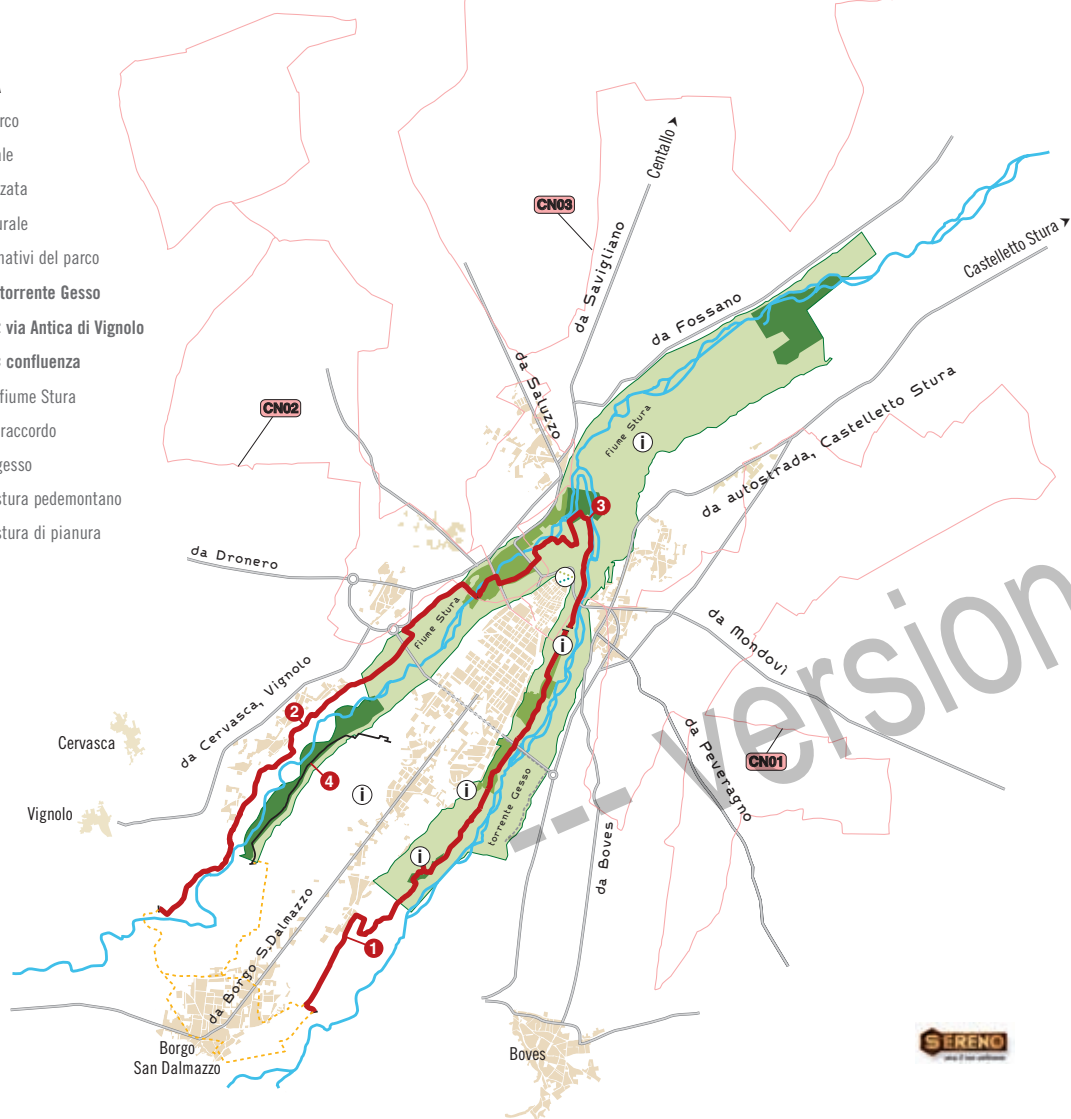 rco
ale
zata
urale
nativi del parco
torrente Gesso
: via Antica di Vignolo
: confluenza
fiume Stura
raccordo
gesso
stura pedemontano
stura di pianura
CN03
Centallo
da Savigliano
Castelletto Stura
da Fossano
da Saluzzo
CN02
fiume Stura
i
da autostrada, Castelletto Stura
3
da Dronero
fiume Stura
i
da Mondovì
da Cervasca, Vignolo
2
Cervasca
4
da Peveragno
CN01
--- version
Vignolo
i
i
torrente Gesso
da Boves
i
1
da Borgo S.Dalmazzo
Borgo
San Dalmazzo
Boves
SERENO